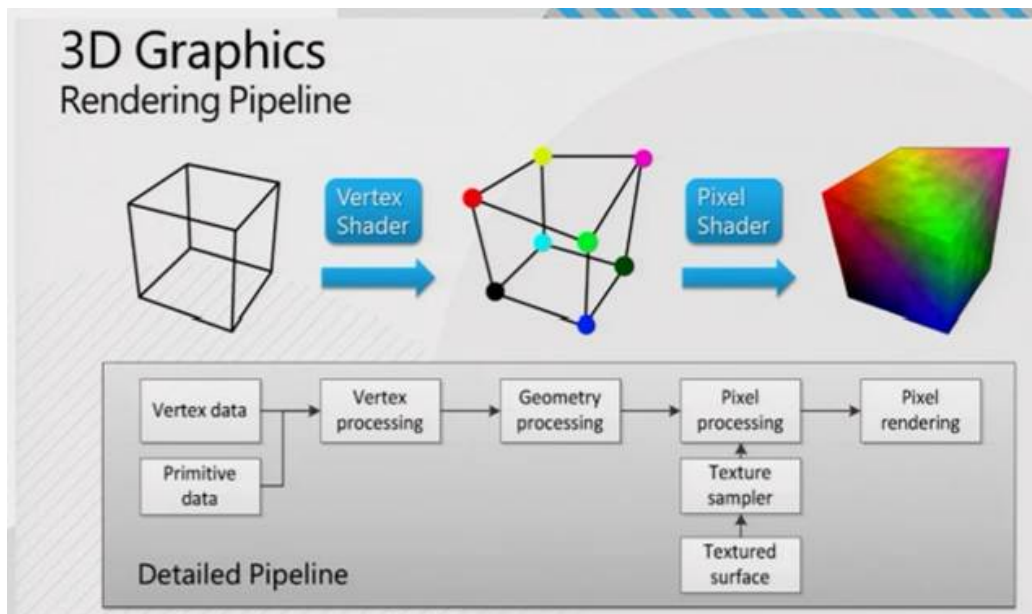 3D Graphics
Rendering Pipeline
Vertex
Shader
Pixel
Shader
Vertex data
Vertex
processing
Geometry
processing
Pixel
processing
Pixel
rendering
Primitive
data
Texture
sampler
Textured
surface
Detailed Pipeline